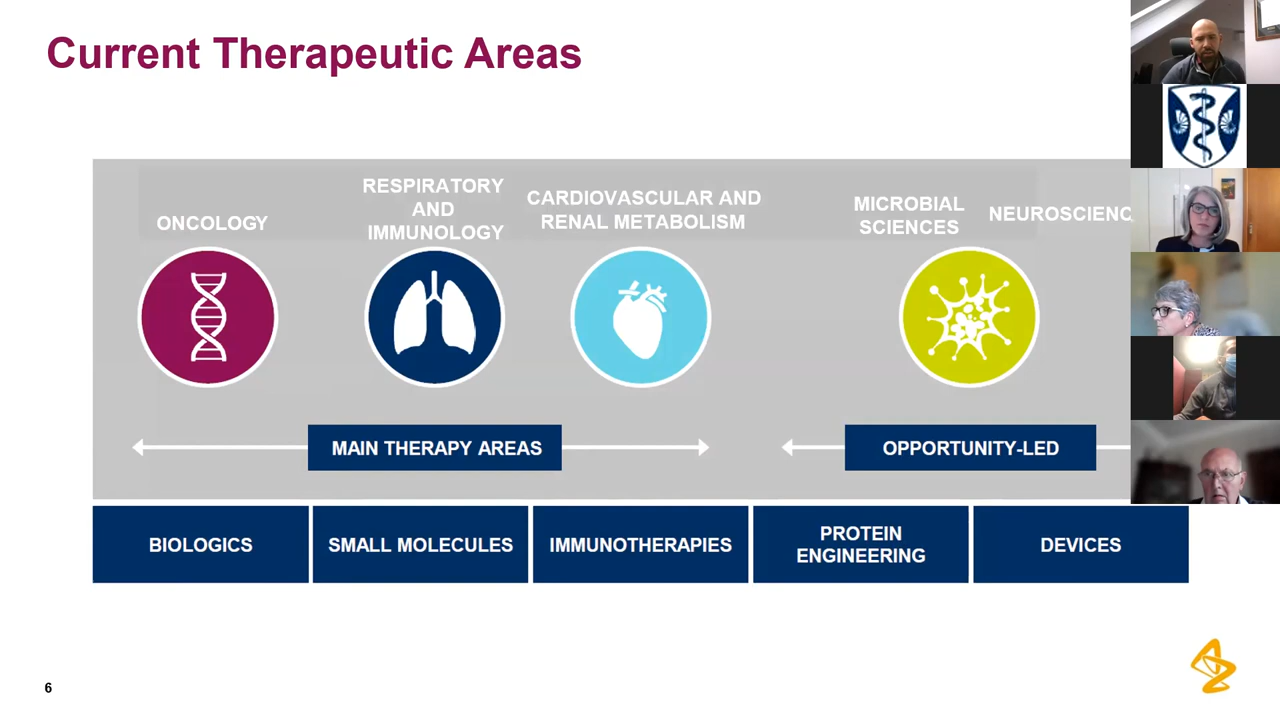 Current Therapeutic Areas
ONCOLOGY
RESPIRATORY
AND
IMMUNOLOGY
CARDIOVASCULAR AND
RENAL METABOLISM
MICROBIAL
SCIENCES
NEUROSCIENC
MAIN THERAPY AREAS
OPPORTUNITY-LED
BIOLOGICS
SMALL MOLECULES
IMMUNOTHERAPIES
PROTEIN
ENGINEERING
DEVICES
6